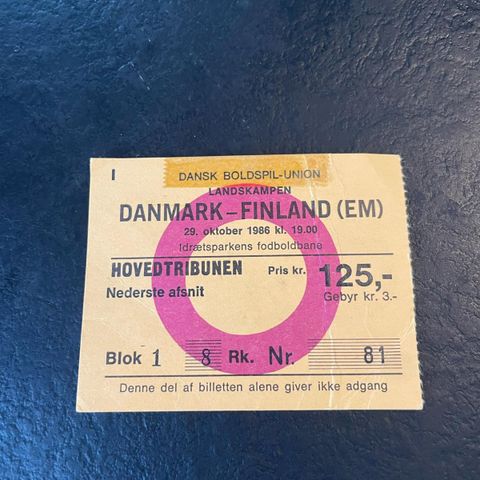 I
DANSK BOLDSPIL-UNION
LANDSKAMPEN
DANMARK – FINLAND (EM)
29. oktober 1986 kl. 19.00
Idrætsparkens fodboldbane
HOVEDTRIBUNEN Pris kr. 125,-
Nederste afsnit Gebyr kr. 3.-
Blok 1 8 Rk. Nr. 81
Denne del af billetten alene giver ikke adgang